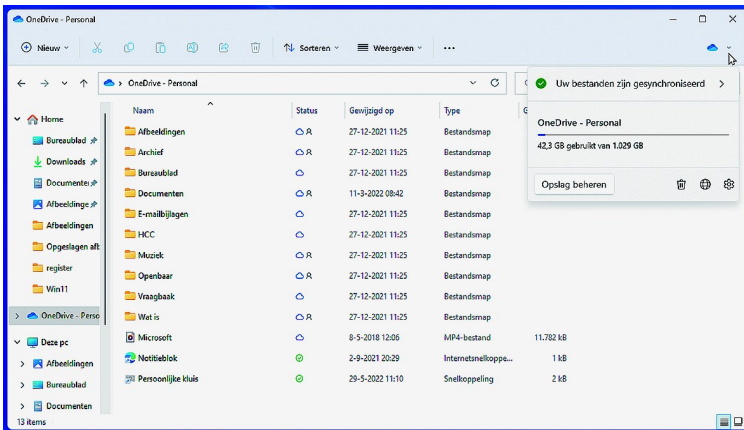 OneDrive - Personal
Nieuw
Sorteren
Weergeven
OneDrive - Personal
Uw bestanden zijn gesynchroniseerd
OneDrive - Personal
42,3 GB gebruikt van 1.029 GB
Opslag beheren
Home
Bureaublad
Downloads
Documenter
Afbeeldinge
Afbeeldingen
Opgeslagen afb
register
Win11
OneDrive - Perso
Deze pc
Afbeeldingen
Bureaublad
Documenten
Naam Status Gewijzigd op Type G
Afbeeldingen 27-12-2021 11:25 Bestandsmap
Archief 27-12-2021 11:25 Bestandsmap
Bureaublad 27-12-2021 11:25 Bestandsmap
Documenten 11-3-2022 08:42 Bestandsmap
E-mailbijlagen 27-12-2021 11:25 Bestandsmap
HCC 27-12-2021 11:25 Bestandsmap
Muziek 27-12-2021 11:25 Bestandsmap
Openbaar 27-12-2021 11:25 Bestandsmap
Vraagbaak 27-12-2021 11:25 Bestandsmap
Wat is 27-12-2021 11:25 Bestandsmap
Microsoft 8-5-2018 12:06 MP4-bestand 11.782 kB
Notitieblok 2-9-2021 20:29 Internetsnelkoppe... 1 kB
Persoonlijke kluis 29-5-2022 11:10 Snelkoppeling 2 kB
13 items